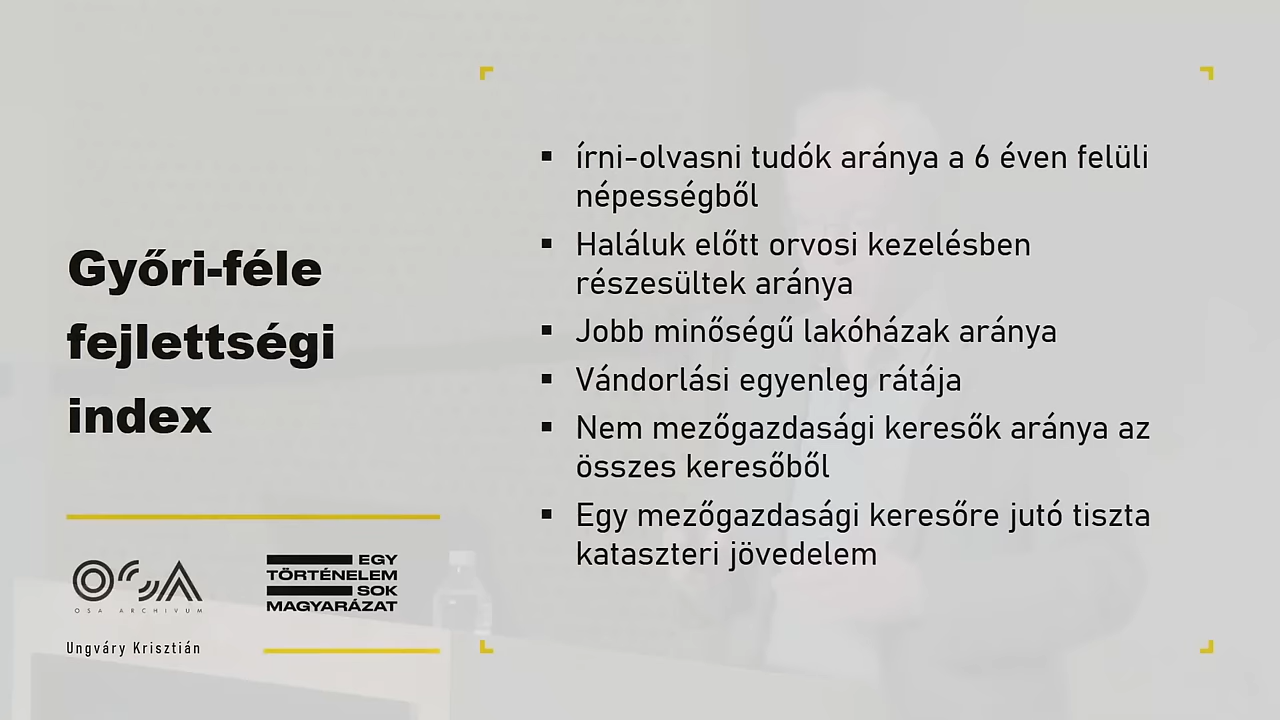 Győri-féle
fejlettségi
index
írni-olvasni tudók aránya a 6 éven felüli
népességből
Haláluk előtt orvosi kezelésben
részesültek aránya
Jobb minőségű lakóházak aránya
Vándorlási egyenleg rátája
Nem mezőgazdasági keresők aránya az
összes keresőből
Egy mezőgazdasági keresőre jutó tiszta
kataszteri jövedelem
OSA
OSA ARCHIVUM
EGY
TÖRTÉNELEM
SOK
MAGYARÁZAT
Ungváry Krisztián